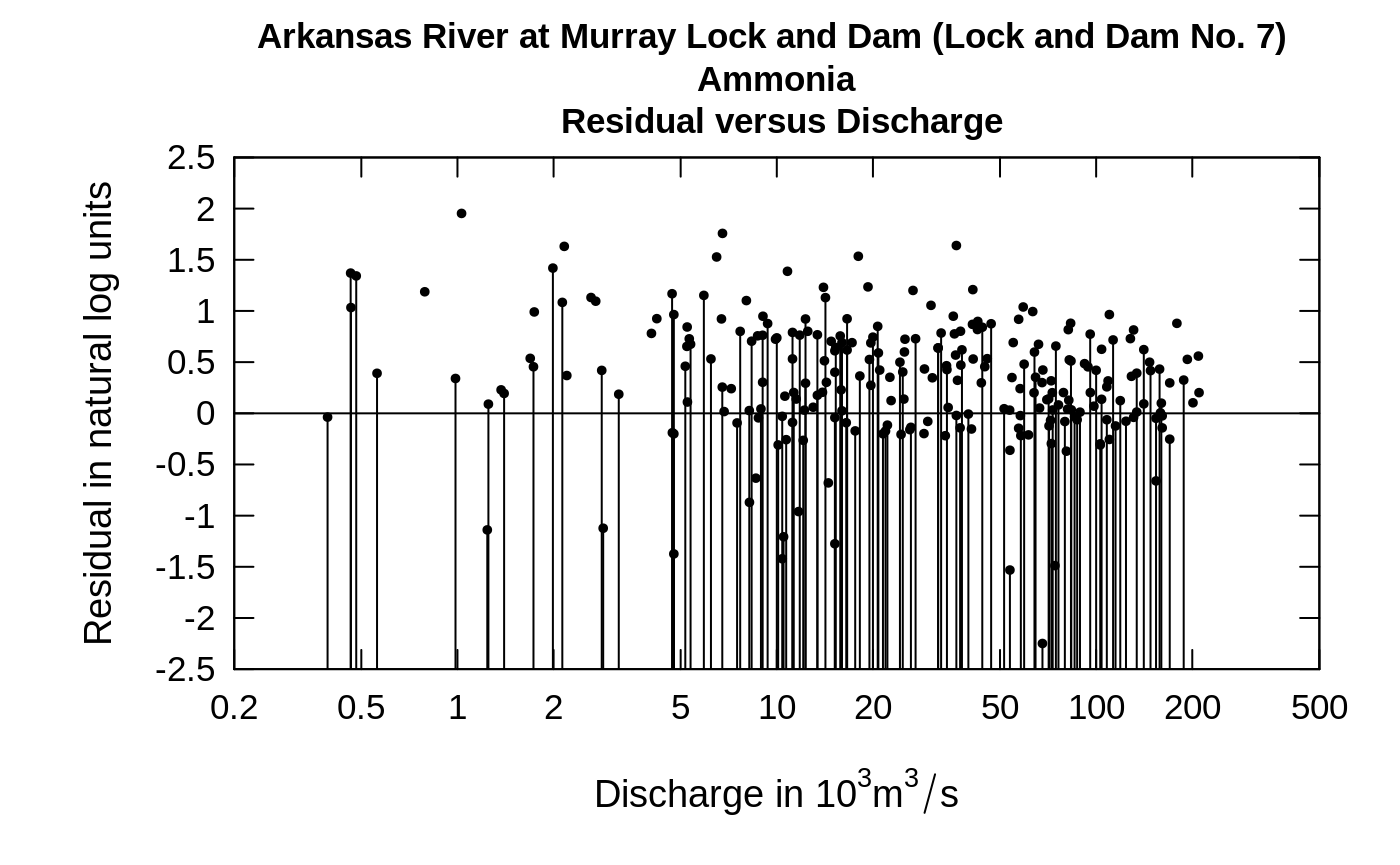 Arkansas River at Murray Lock and Dam (Lock and Dam No. 7)
Ammonia
Residual versus Discharge
Residual in natural log units
2.5
2
1.5
1
0.5
0
-0.5
-1
-1.5
-2
-2.5
0.2 0.5 1 2 5 10 20 50 100 200 500
Discharge in 10³m³/s